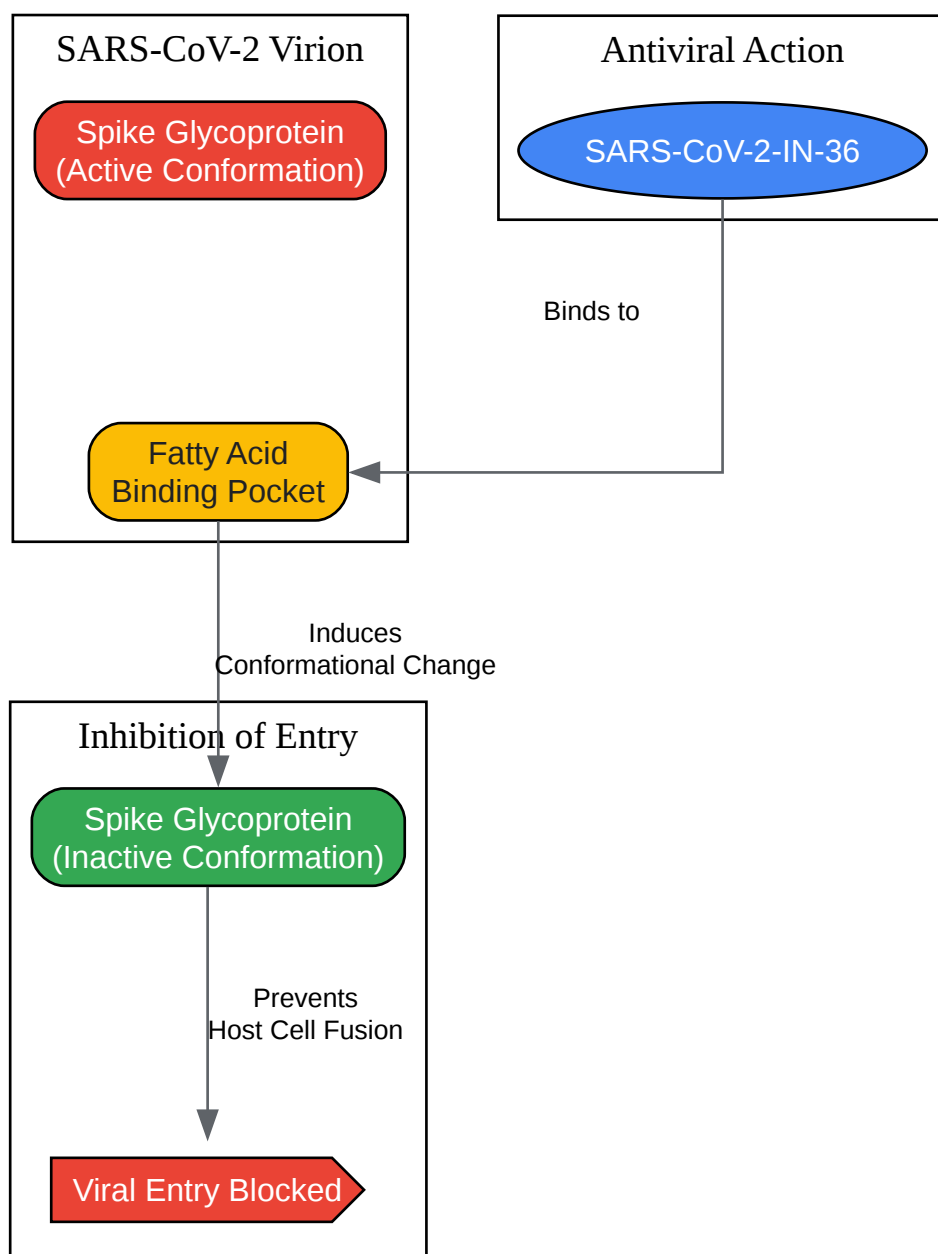 SARS-CoV-2 Virion
Spike Glycoprotein
(Active Conformation)
Antiviral Action
SARS-CoV-2-IN-36
Binds to
Fatty Acid
Binding Pocket
Induces
Conformational Change
Inhibition of Entry
Spike Glycoprotein
(Inactive Conformation)
Prevents
Host Cell Fusion
Viral Entry Blocked